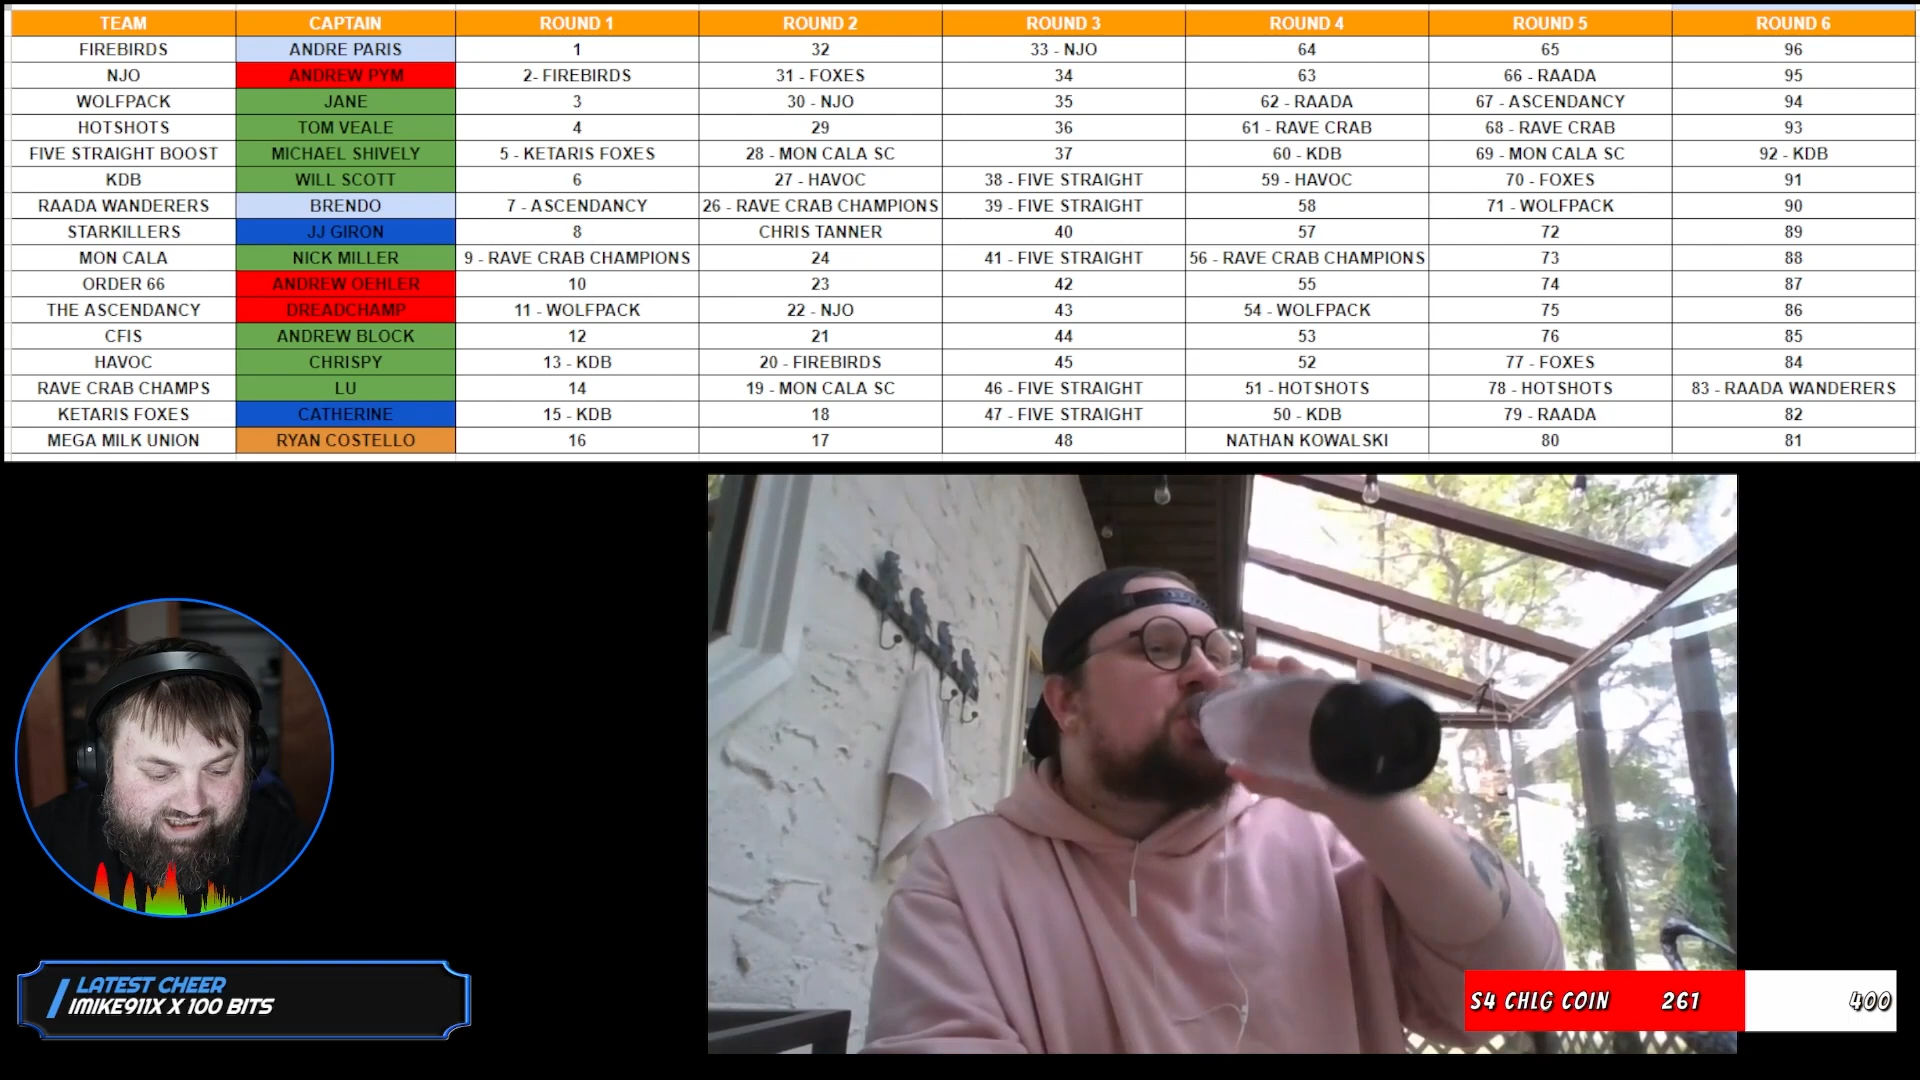 TEAM CAPTAIN ROUND 1 ROUND 2 ROUND 3 ROUND 4 ROUND 5 ROUND 6
FIREBIRDS ANDRE PARIS 1 32 33 - NJO 64 65 96
NJO ANDREW PYM 2- FIREBIRDS 31 - FOXES 34 63 66 - RAADA 95
WOLFPACK JANE 3 30 - NJO 35 62 - RAADA 67 - ASCENDANCY 94
HOTSHOTS TOM VEALE 4 29 36 61 - RAVE CRAB 68 - RAVE CRAB 93
FIVE STRAIGHT BOOST MICHAEL SHIVELY 5 - KETARIS FOXES 28 - MON CALA SC 37 60 - KDB 69 - MON CALA SC 92 - KDB
KDB WILL SCOTT 6 27 - HAVOC 38 - FIVE STRAIGHT 59 - HAVOC 70 - FOXES 91
RAADA WANDERERS BRENDO 7 - ASCENDANCY 26 - RAVE CRAB CHAMPIONS 39 - FIVE STRAIGHT 58 71 - WOLFPACK 90
STARKILLERS JJ GIRON 8 CHRIS TANNER 40 57 72 89
MON CALA NICK MILLER 9 - RAVE CRAB CHAMPIONS 24 41 - FIVE STRAIGHT 56 - RAVE CRAB CHAMPIONS 73 88
ORDER 66 ANDREW OEHLER 10 23 42 55 74 87
THE ASCENDANCY DREADCHAMP 11 - WOLFPACK 22 - NJO 43 54 - WOLFPACK 75 86
CFIS ANDREW BLOCK 12 21 44 53 76 85
HAVOC CHRISPY 13 - KDB 20 - FIREBIRDS 45 52 77 - FOXES 84
RAVE CRAB CHAMPS LU 14 19 - MON CALA SC 46 - FIVE STRAIGHT 51 - HOTSHOTS 78 - HOTSHOTS 83 - RAADA WANDERERS
KETARIS FOXES CATHERINE 15 - KDB 18 47 - FIVE STRAIGHT 50 - KDB 79 - RAADA 82
MEGA MILK UNION RYAN COSTELLO 16 17 48 NATHAN KOWALSKI 80 81
LATEST CHEER
IMIKE911X X 100 BITS
S4 CHLG COIN 261 400